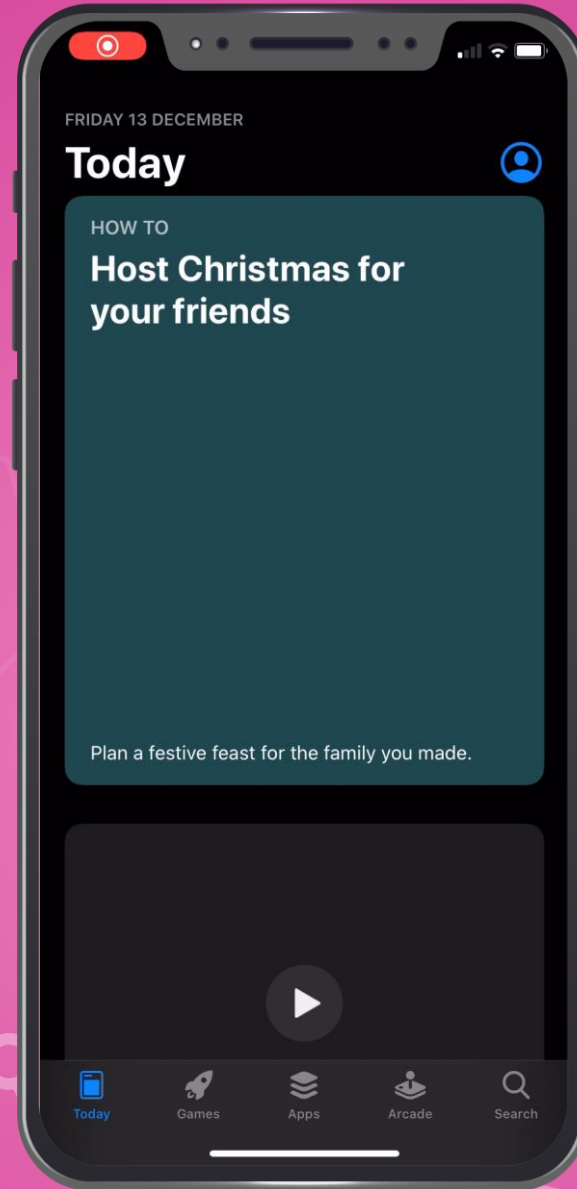 FRIDAY 13 DECEMBER
Today
HOW TO
Host Christmas for
your friends
Plan a festive feast for the family you made.
Today
Games
Apps
Arcade
Search